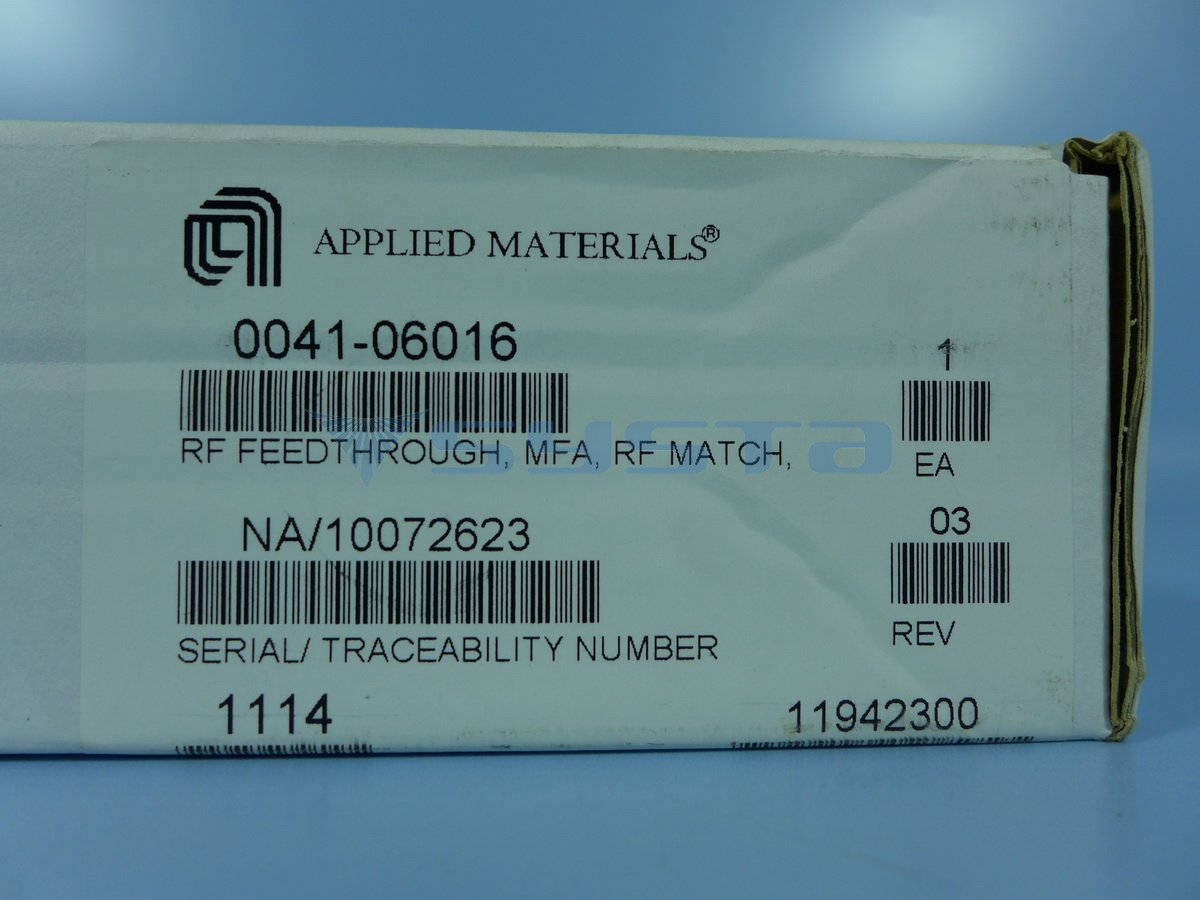 APPLIED MATERIALS®
0041-06016
1
RF FEEDTHROUGH, MFA, RF MATCH,
EA
SYSTA
NA/10072623
03
SERIAL/ TRACEABILITY NUMBER
REV
1114
11942300